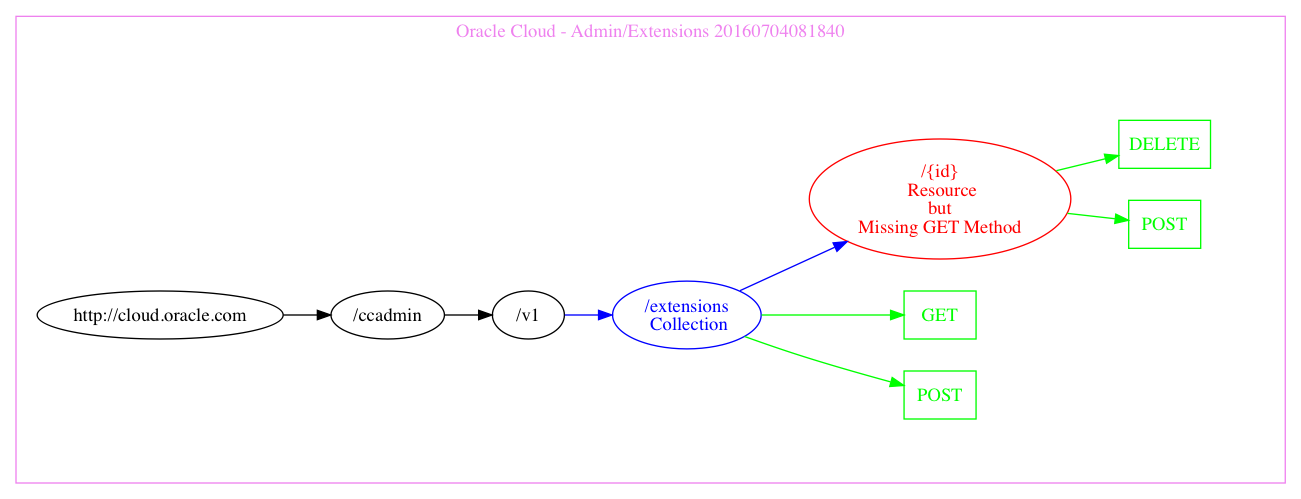 Oracle Cloud - Admin/Extensions 20160704081840
DELETE
/{id}
Resource
but
Missing GET Method
POST
http://cloud.oracle.com
/ccadmin
/v1
/extensions
Collection
GET
POST